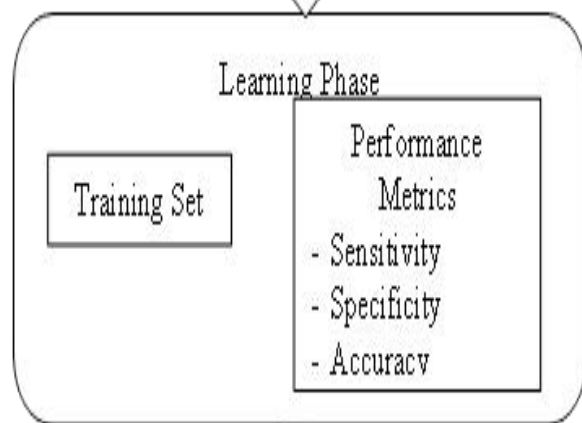 Learning Phase
Training Set
Performance
Metrics
- Sensitivity
- Specificity
- Accuracy